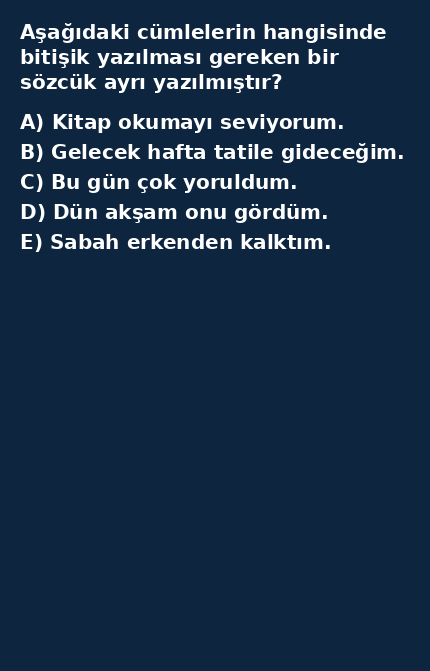 Aşağıdaki cümlelerin hangisinde
bitişik yazılması gereken bir
sözcük ayrı yazılmıştır?
A) Kitap okumayı seviyorum.
B) Gelecek hafta tatile gideceğim.
C) Bu gün çok yoruldum.
D) Dün akşam onu gördüm.
E) Sabah erkenden kalktım.